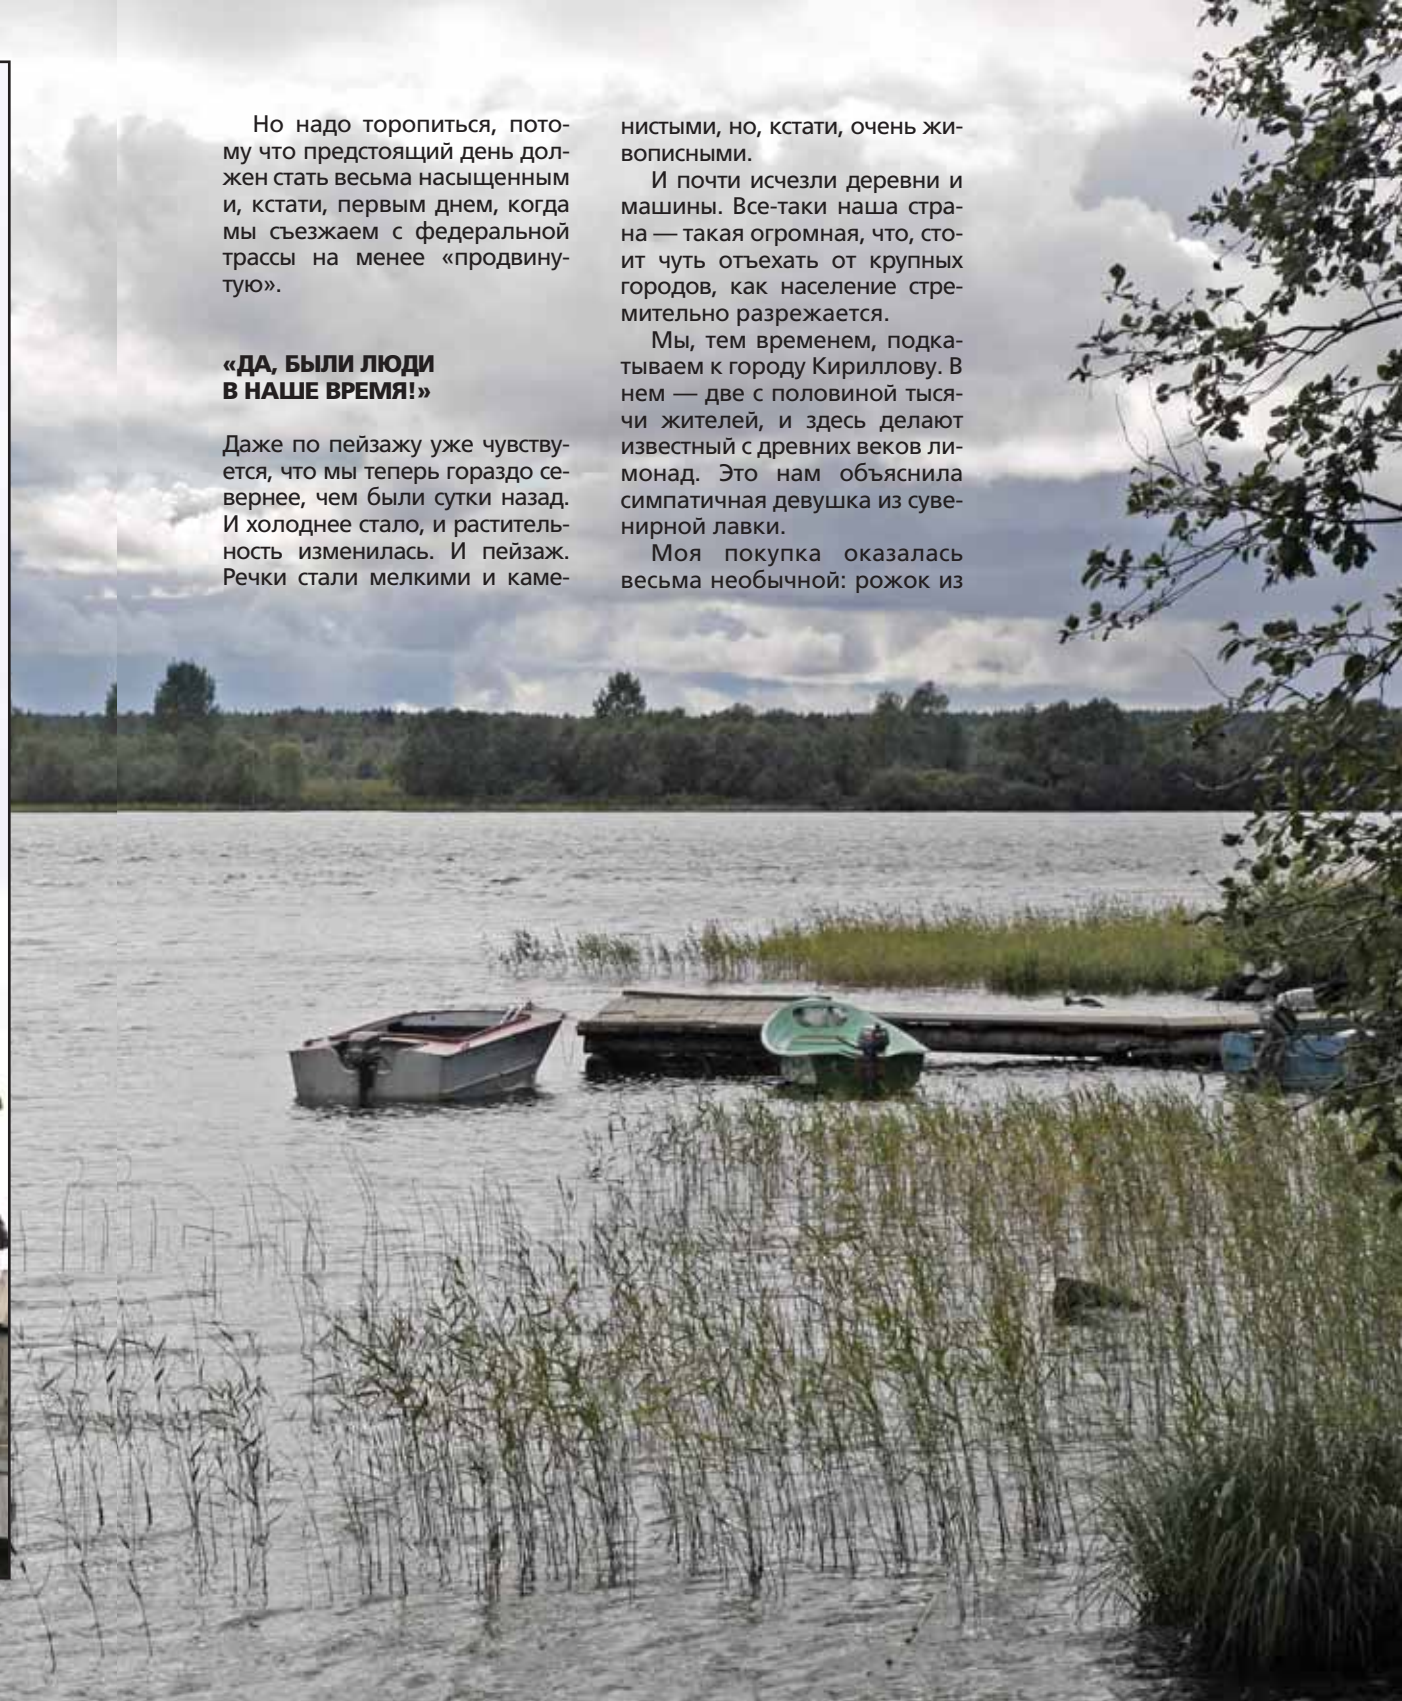 Но надо торопиться, пото-
му что предстоящий день дол-
жен стать весьма насыщенным
и, кстати, первым днем, когда
мы съезжаем с федеральной
трассы на менее «продвину-
тую».
«ДА, БЫЛИ ЛЮДИ
В НАШЕ ВРЕМЯ!»
Даже по пейзажу уже чувству-
ется, что мы теперь гораздо се-
вернее, чем были сутки назад.
И холоднее стало, и раститель-
ность изменилась. И пейзаж.
Речки стали мелкими и каме-
нистыми, но, кстати, очень жи-
вописными.
И почти исчезли деревни и
машины. Все-таки наша стра-
на — такая огромная, что, сто-
ит чуть отъехать от крупных
городов, как население стре-
мительно разрежается.
Мы, тем временем, подка-
тываем к городу Кириллову. В
нем — две с половиной тыся-
чи жителей, и здесь делают
известный с древних веков ли-
монад. Это нам объяснила
симпатичная девушка из суве-
нирной лавки.
Моя покупка оказалась
весьма необычной: рожок из